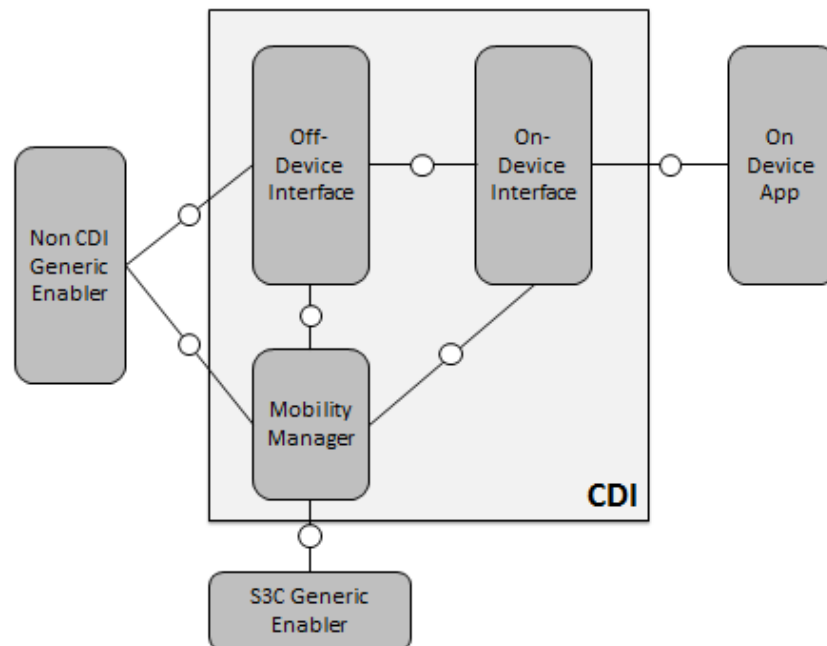 Off-
Device
Interface
On-
Device
Interface
On
Device
App
Non CDI
Generic
Enabler
Mobility
Manager
CDI
S3C Generic
Enabler